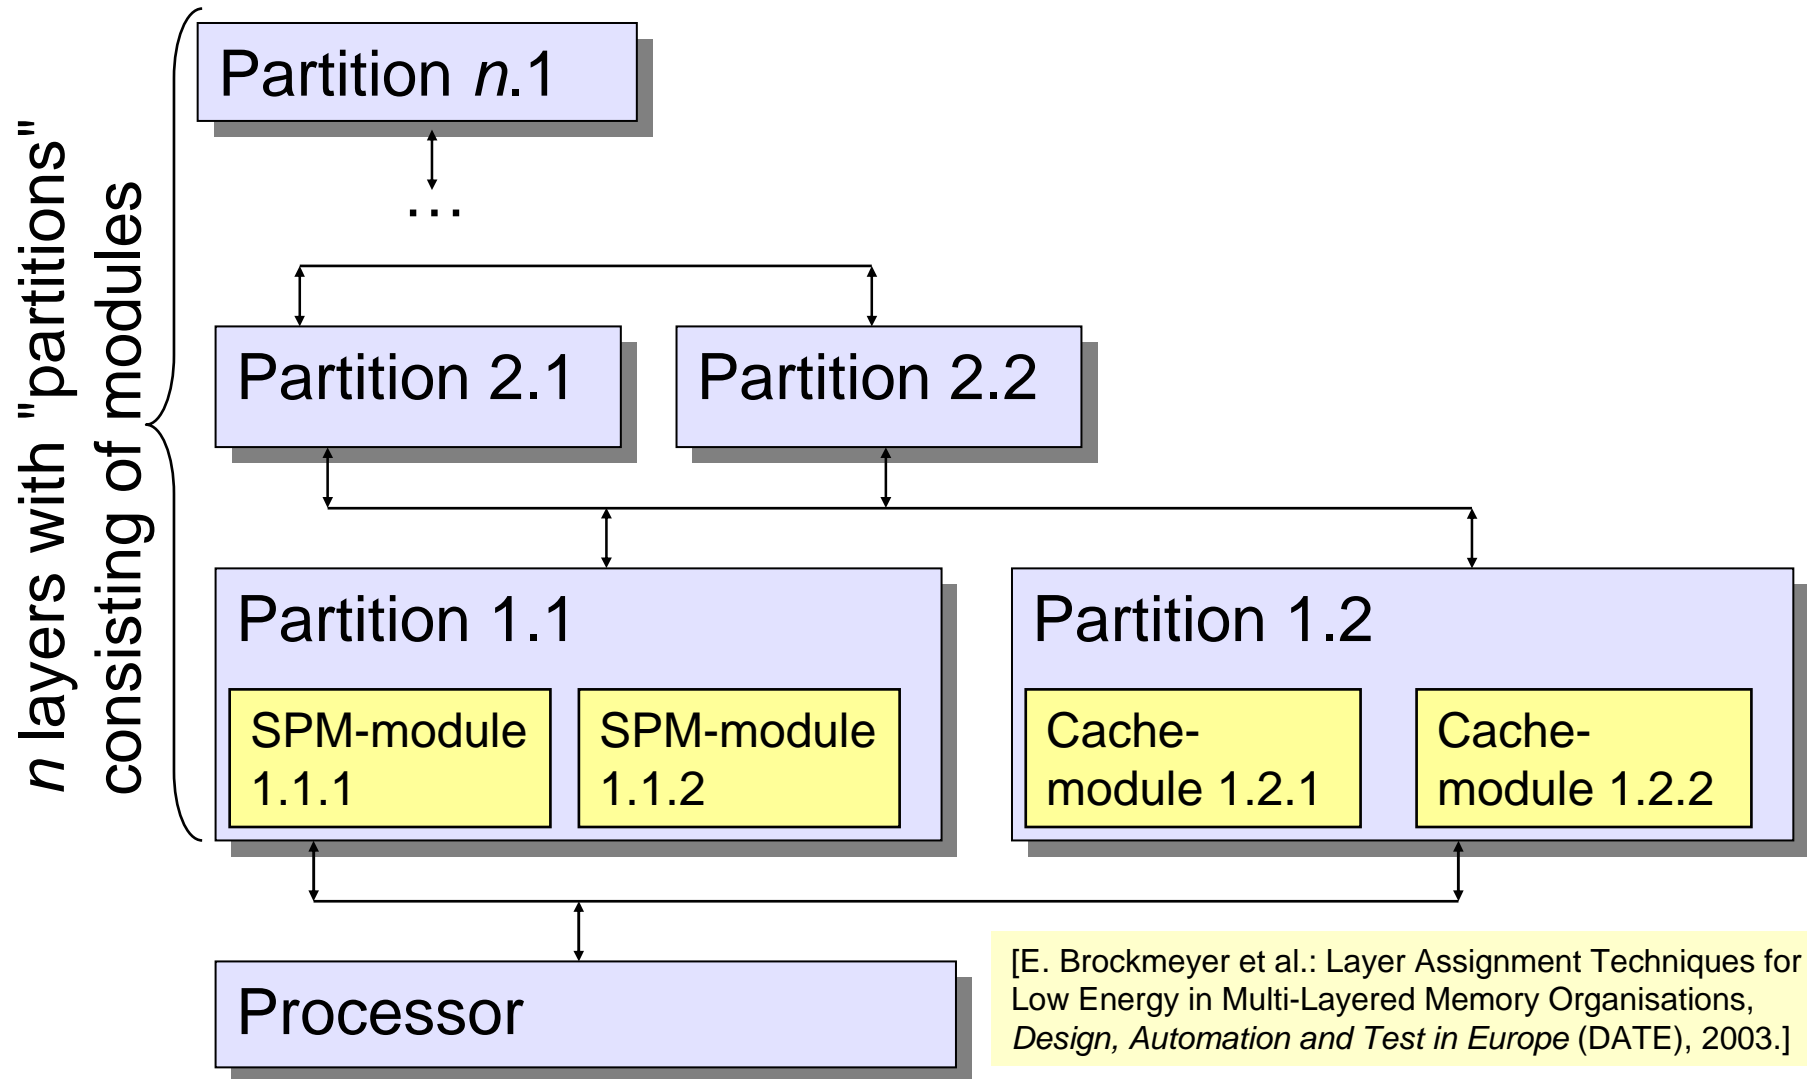 n layers with "partitions"
consisting of modules
Partition n.1
…
Partition 2.1
Partition 2.2
Partition 1.1
Partition 1.2
SPM-module
1.1.1
SPM-module
1.1.2
Cache-
module 1.2.1
Cache-
module 1.2.2
Processor
[E. Brockmeyer et al.: Layer Assignment Techniques for
Low Energy in Multi-Layered Memory Organisations,
Design, Automation and Test in Europe (DATE), 2003.]